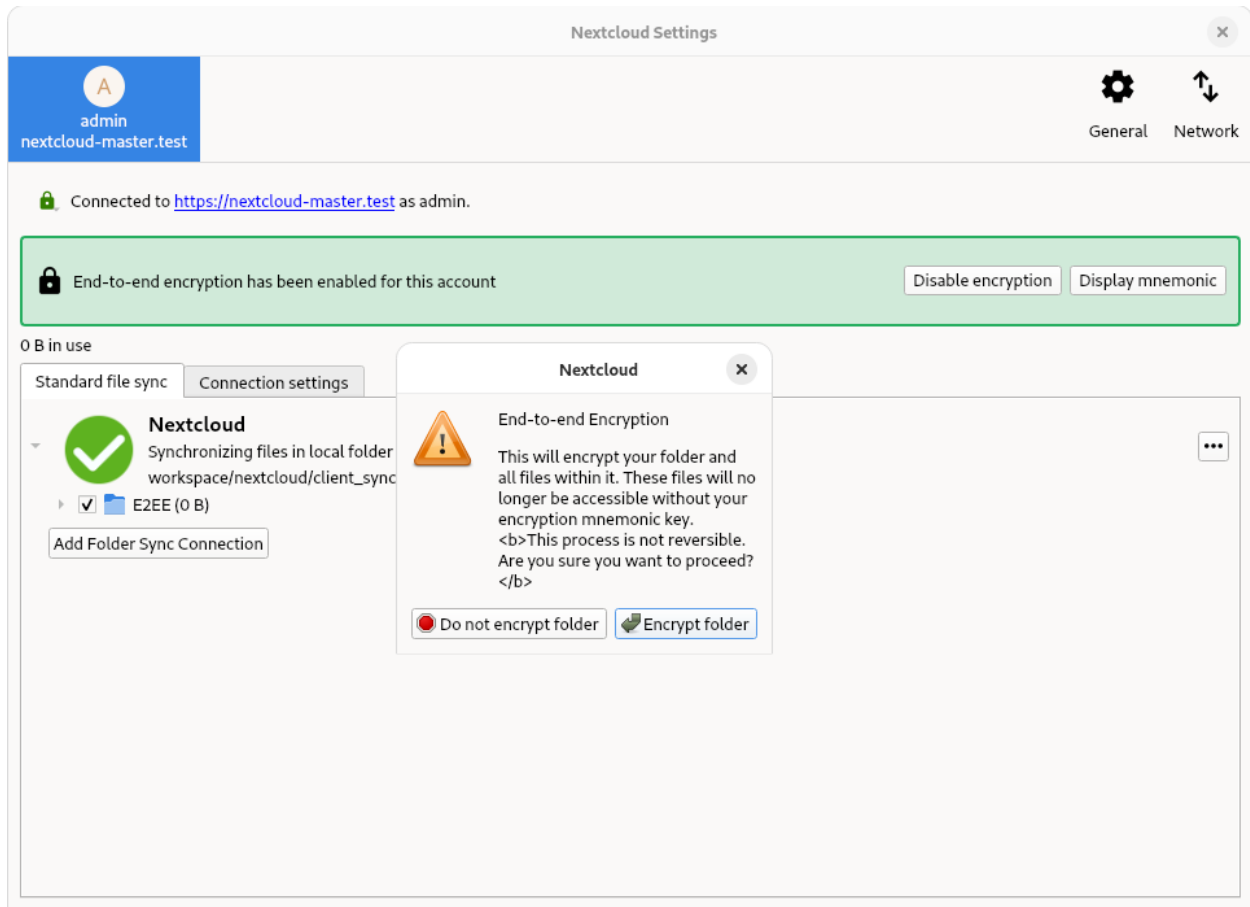 Nextcloud Settings
A
admin
nextcloud-master.test
General
Network
Connected to https://nextcloud-master.test as admin.
End-to-end encryption has been enabled for this account
Disable encryption
Display mnemonic
0 B in use
Standard file sync
Connection settings
Nextcloud
Synchronizing files in local folder
workspace/nextcloud/client_sync
E2EE (0 B)
Add Folder Sync Connection
Nextcloud
End-to-end Encryption
This will encrypt your folder and
all files within it. These files will no
longer be accessible without your
encryption mnemonic key.
<b>This process is not reversible.
Are you sure you want to proceed?
</b>
Do not encrypt folder
Encrypt folder